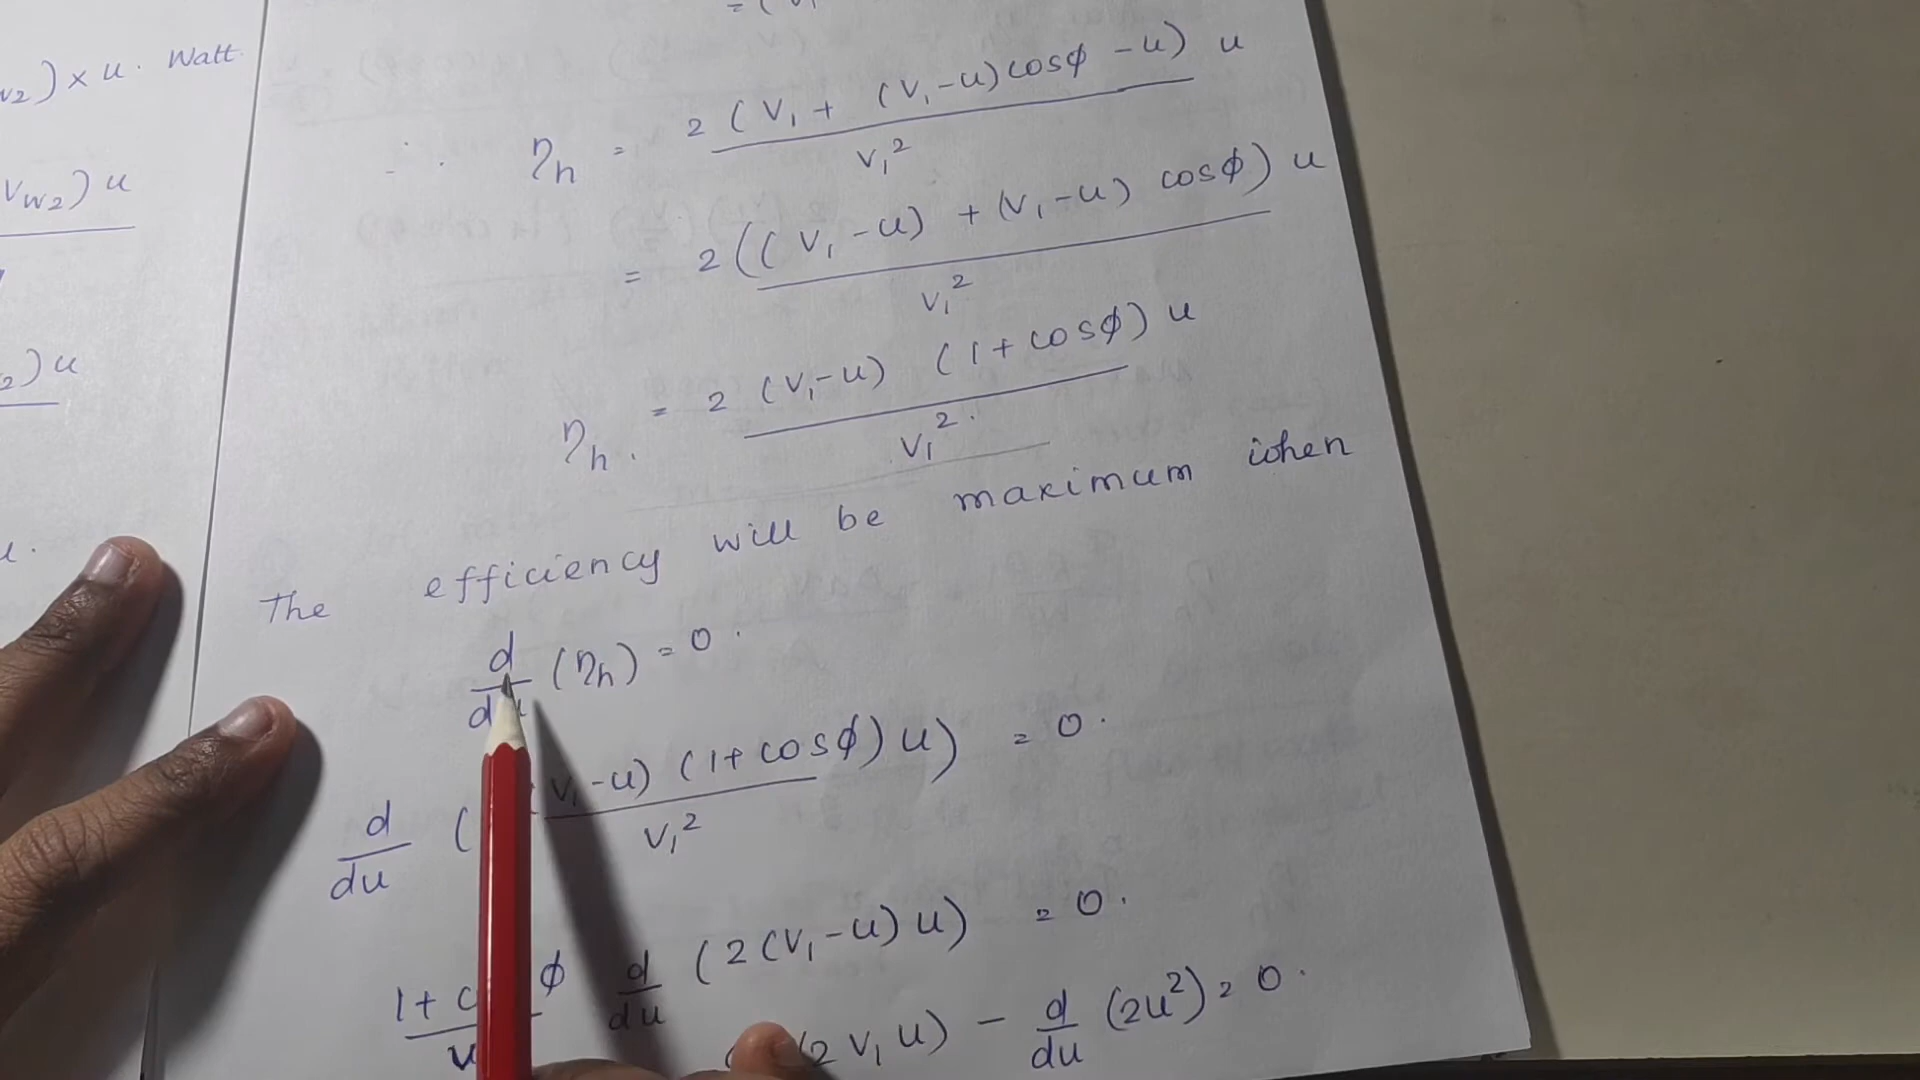 w2) × u. Watt.
Vw2) u
2) u
u.
= (V1
∴ ηh = 2 (V1 + (V1-u) cosϕ - u) u / V1²
= 2 ((V1-u) + (V1-u) cosϕ) u / V1²
ηh. = 2 (V1-u) (1+cosϕ) u / V1².
The efficiency will be maximum when
d/du (ηh) = 0.
d/du ( V1-u) (1+cosϕ) u) / V1² = 0.
1 + c ϕ / V d/du (2(V1-u) u) = 0.
(2V1u) - d/du (2u²) = 0.